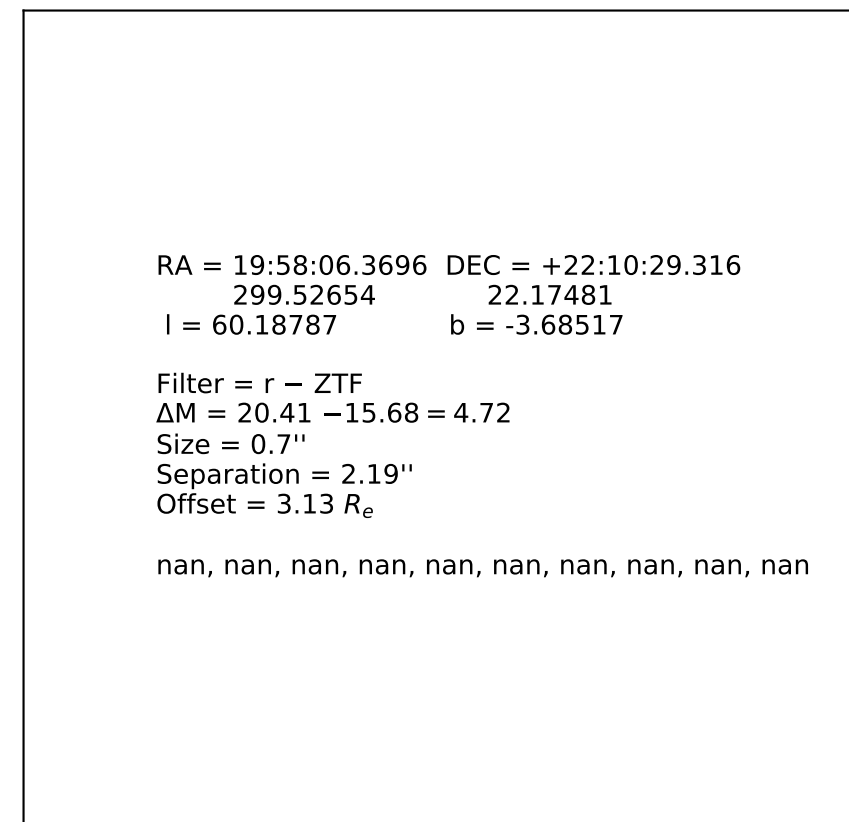 RA = 19:58:06.3696 DEC = +22:10:29.316
299.52654 22.17481
l = 60.18787 b = -3.68517
Filter = r − ZTF
ΔM = 20.41 −15.68 = 4.72
Size = 0.7''
Separation = 2.19''
Offset = 3.13 Rₑ
nan, nan, nan, nan, nan, nan, nan, nan, nan, nan